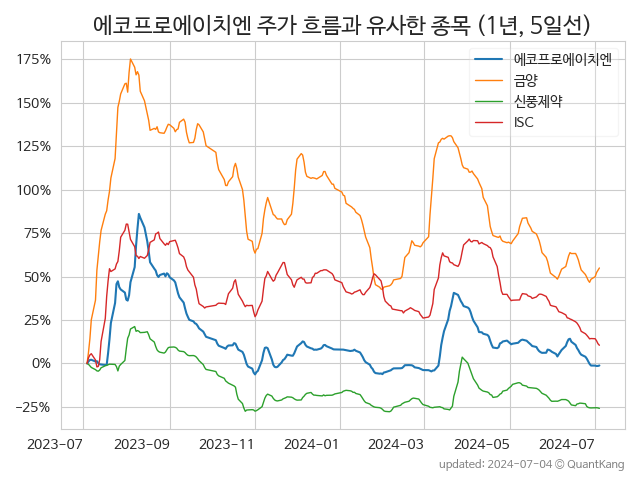 에코프로에이치엔 주가 흐름과 유사한 종목 (1년, 5일선)
에코프로에이치엔
금양
신풍제약
ISC
175%
150%
125%
100%
75%
50%
25%
0%
−25%
2023-07 2023-09 2023-11 2024-01 2024-03 2024-05 2024-07
updated: 2024-07-04 © QuantKang